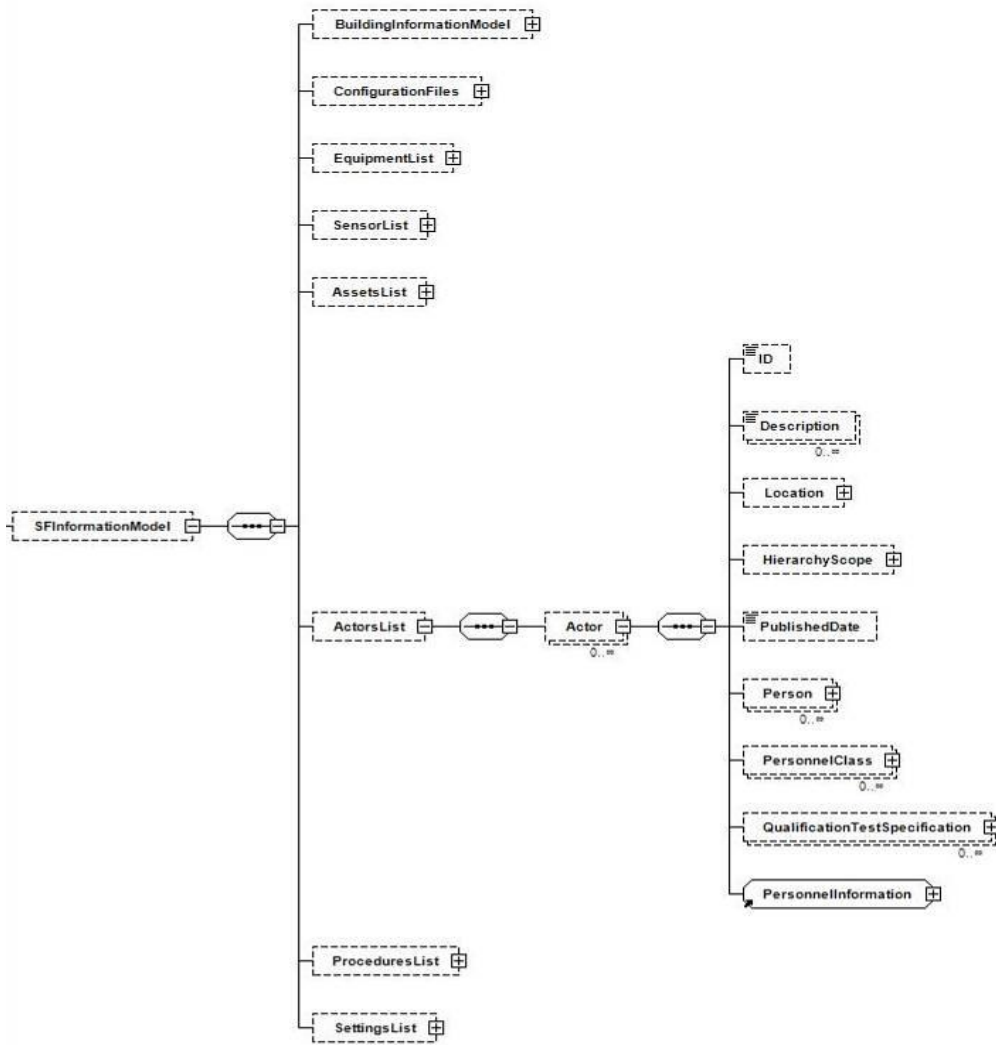 BuildingInformationModel
ConfigurationFiles
EquipmentList
SensorList
AssetsList
ID
Description
0..∞
Location
SFInformationModel
HierarchyScope
ActorsList
Actor
0..∞
PublishedDate
Person
0..∞
PersonnelClass
0..∞
QualificationTestSpecification
0..∞
PersonnelInformation
ProceduresList
SettingsList